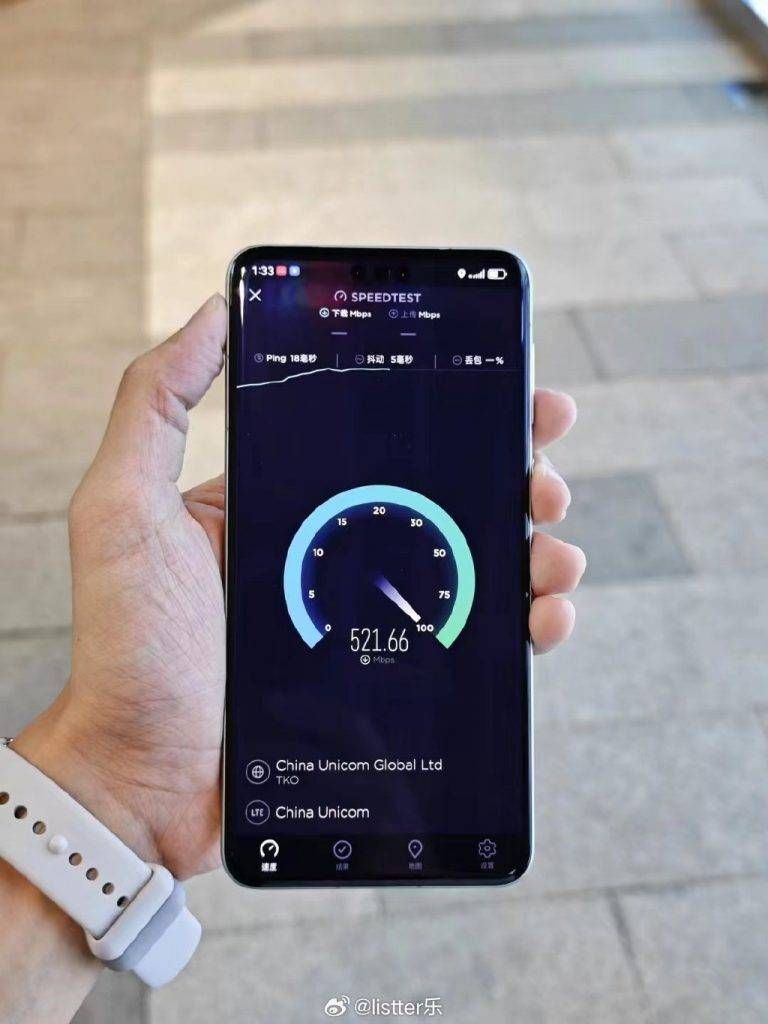 1:33
SPEEDTEST
下载 Mbps 上传 Mbps
Ping 18毫秒 抖动 5毫秒 丢包 一%
0
5
10
15
20
30
50
75
100
521.66
Mbps
China Unicom Global Ltd
TKO
LTE China Unicom
速度 结果 地图 设置
@listter乐